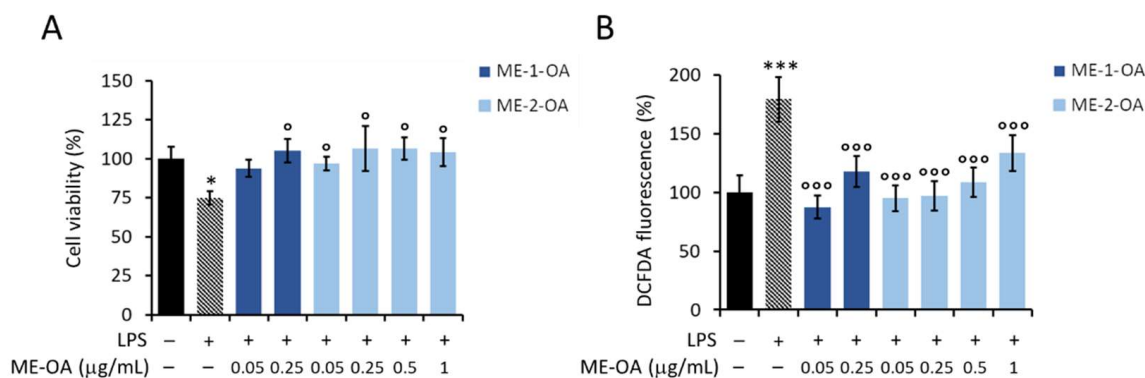 A
Cell viability (%)
150
125
100
75
50
25
0
*
° ° ° ° °
ME-1-OA
ME-2-OA
LPS – + + + + + + +
ME-OA (μg/mL) – – 0.05 0.25 0.05 0.25 0.5 1
B
DCFDA fluorescence (%)
200
150
100
50
0
***
°°° °°° °°° °°° °°° °°°
ME-1-OA
ME-2-OA
LPS – + + + + + + +
ME-OA (μg/mL) – – 0.05 0.25 0.05 0.25 0.5 1